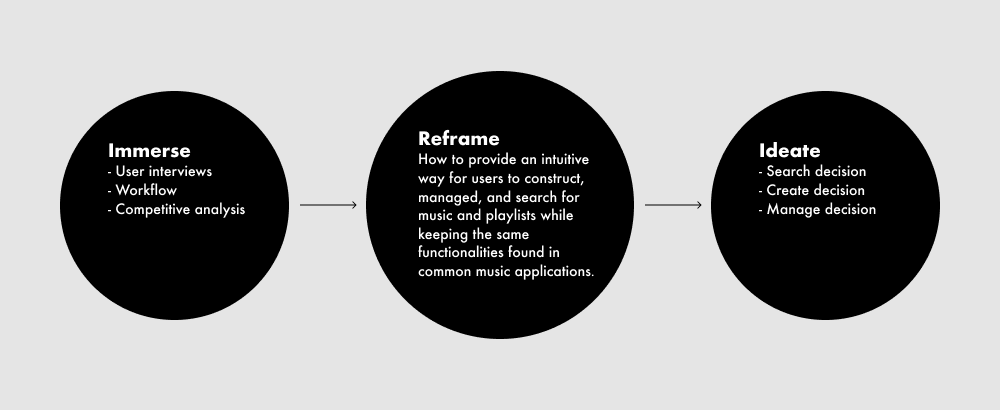 Immerse
- User interviews
- Workflow
- Competitive analysis
Reframe
How to provide an intuitive
way for users to construct,
managed, and search for
music and playlists while
keeping the same
functionalities found in
common music applications.
Ideate
- Search decision
- Create decision
- Manage decision